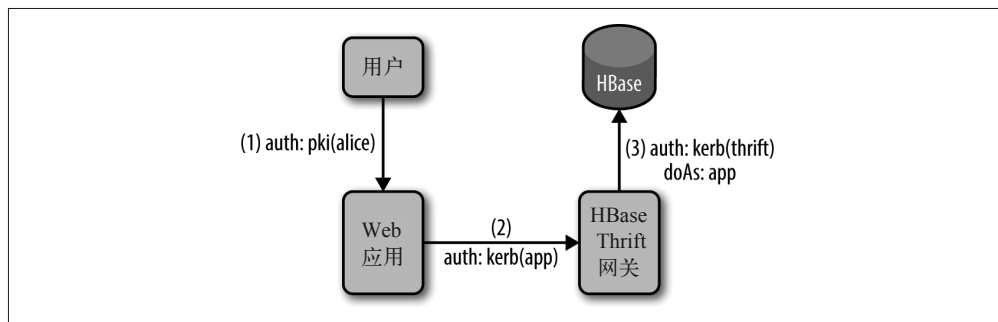 用户
HBase
(1) auth: pki(alice)
(3) auth: kerb(thrift)
doAs: app
Web
应用
(2)
auth: kerb(app)
HBase
Thrift
网关